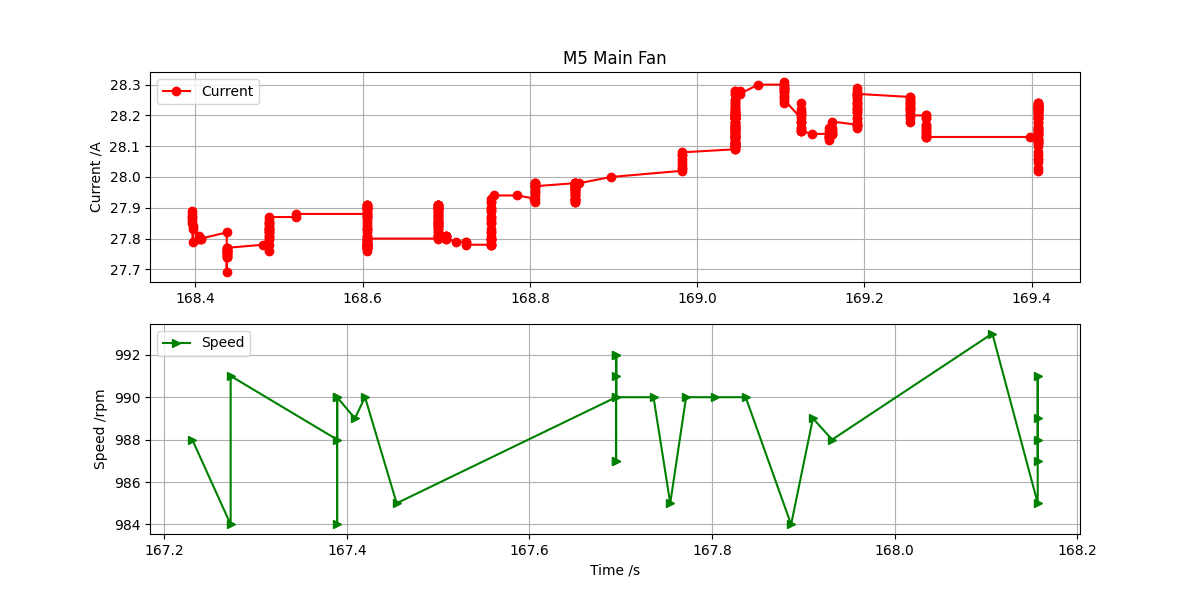 M5 Main Fan
Current
Current /A
28.3
28.2
28.1
28.0
27.9
27.8
27.7
168.4 168.6 168.8 169.0 169.2 169.4
Speed
Speed /rpm
992
990
988
986
984
167.2 167.4 167.6 167.8 168.0 168.2
Time /s